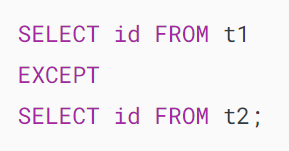 SELECT id FROM t1
EXCEPT
SELECT id FROM t2;